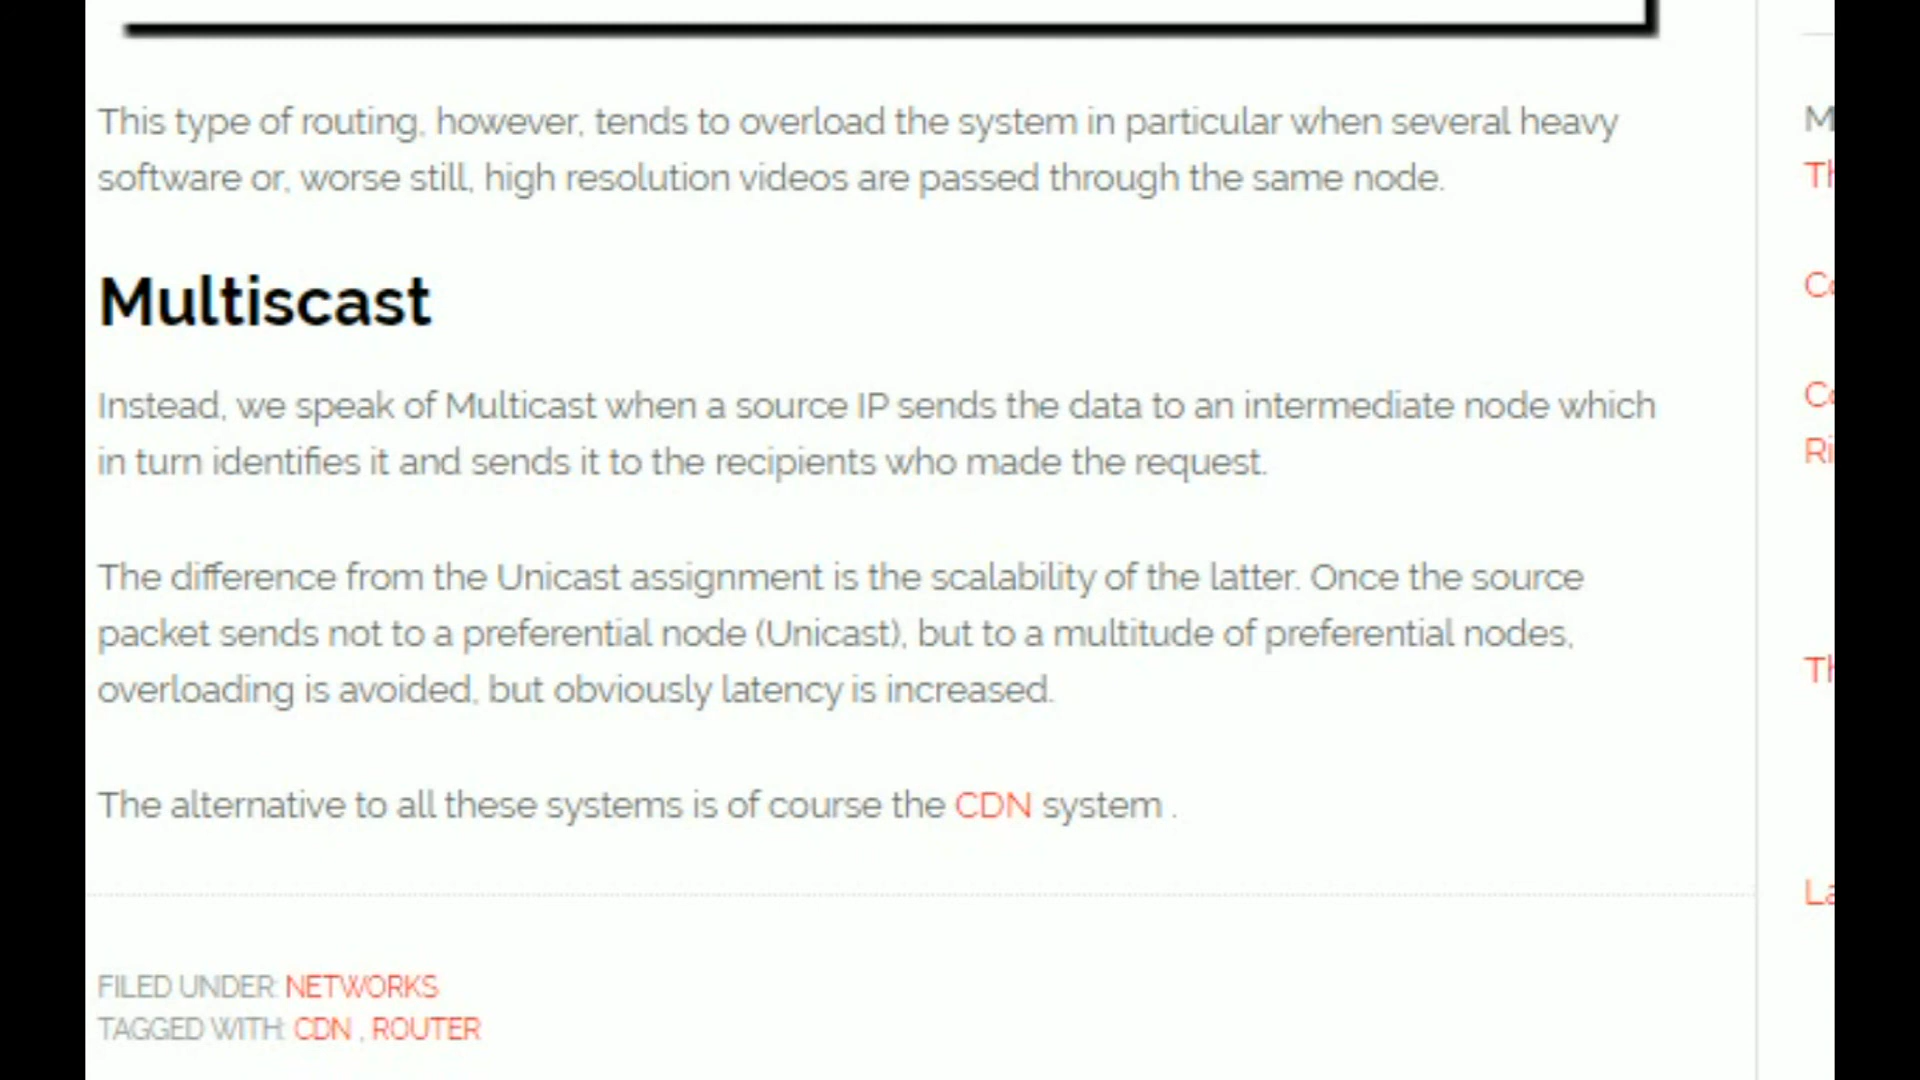 This type of routing, however, tends to overload the system in particular when several heavy
software or, worse still, high resolution videos are passed through the same node.
Multiscast
Instead, we speak of Multicast when a source IP sends the data to an intermediate node which
in turn identifies it and sends it to the recipients who made the request.
The difference from the Unicast assignment is the scalability of the latter. Once the source
packet sends not to a preferential node (Unicast), but to a multitude of preferential nodes,
overloading is avoided, but obviously latency is increased.
The alternative to all these systems is of course the CDN system .
FILED UNDER: NETWORKS
TAGGED WITH: CDN , ROUTER